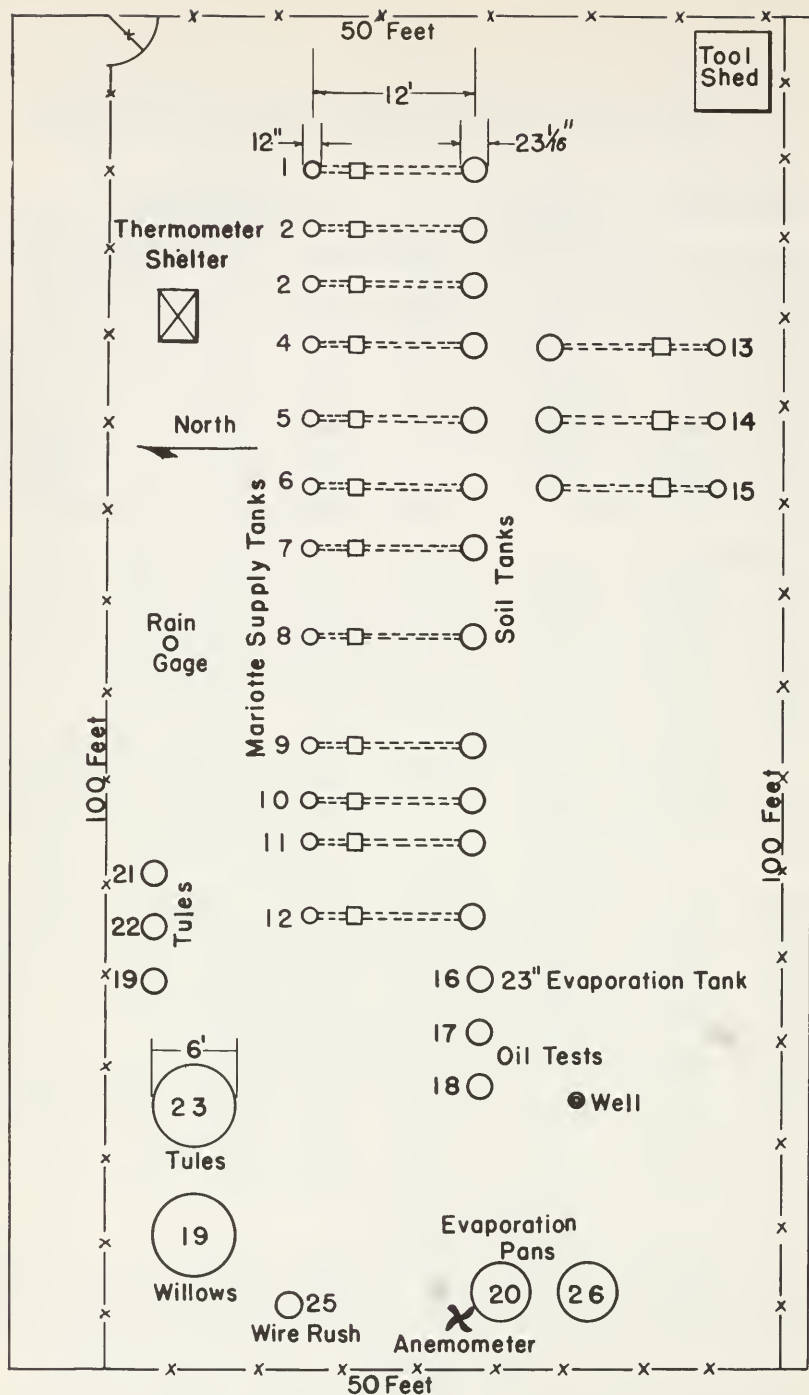 50 Feet
Tool
Shed
12'
12"
23 1/16"
1
Thermometer
Shelter
2
2
4
13
North
5
14
6
15
Mariotte Supply Tanks
Soil Tanks
7
Rain
Gage
8
9
100 Feet
100 Feet
10
11
21
22
Tules
12
19
16
23" Evaporation Tank
17
Oil Tests
18
Well
6'
23
Tules
19
Willows
Evaporation
Pans
20
26
25
Wire Rush
Anemometer
50 Feet